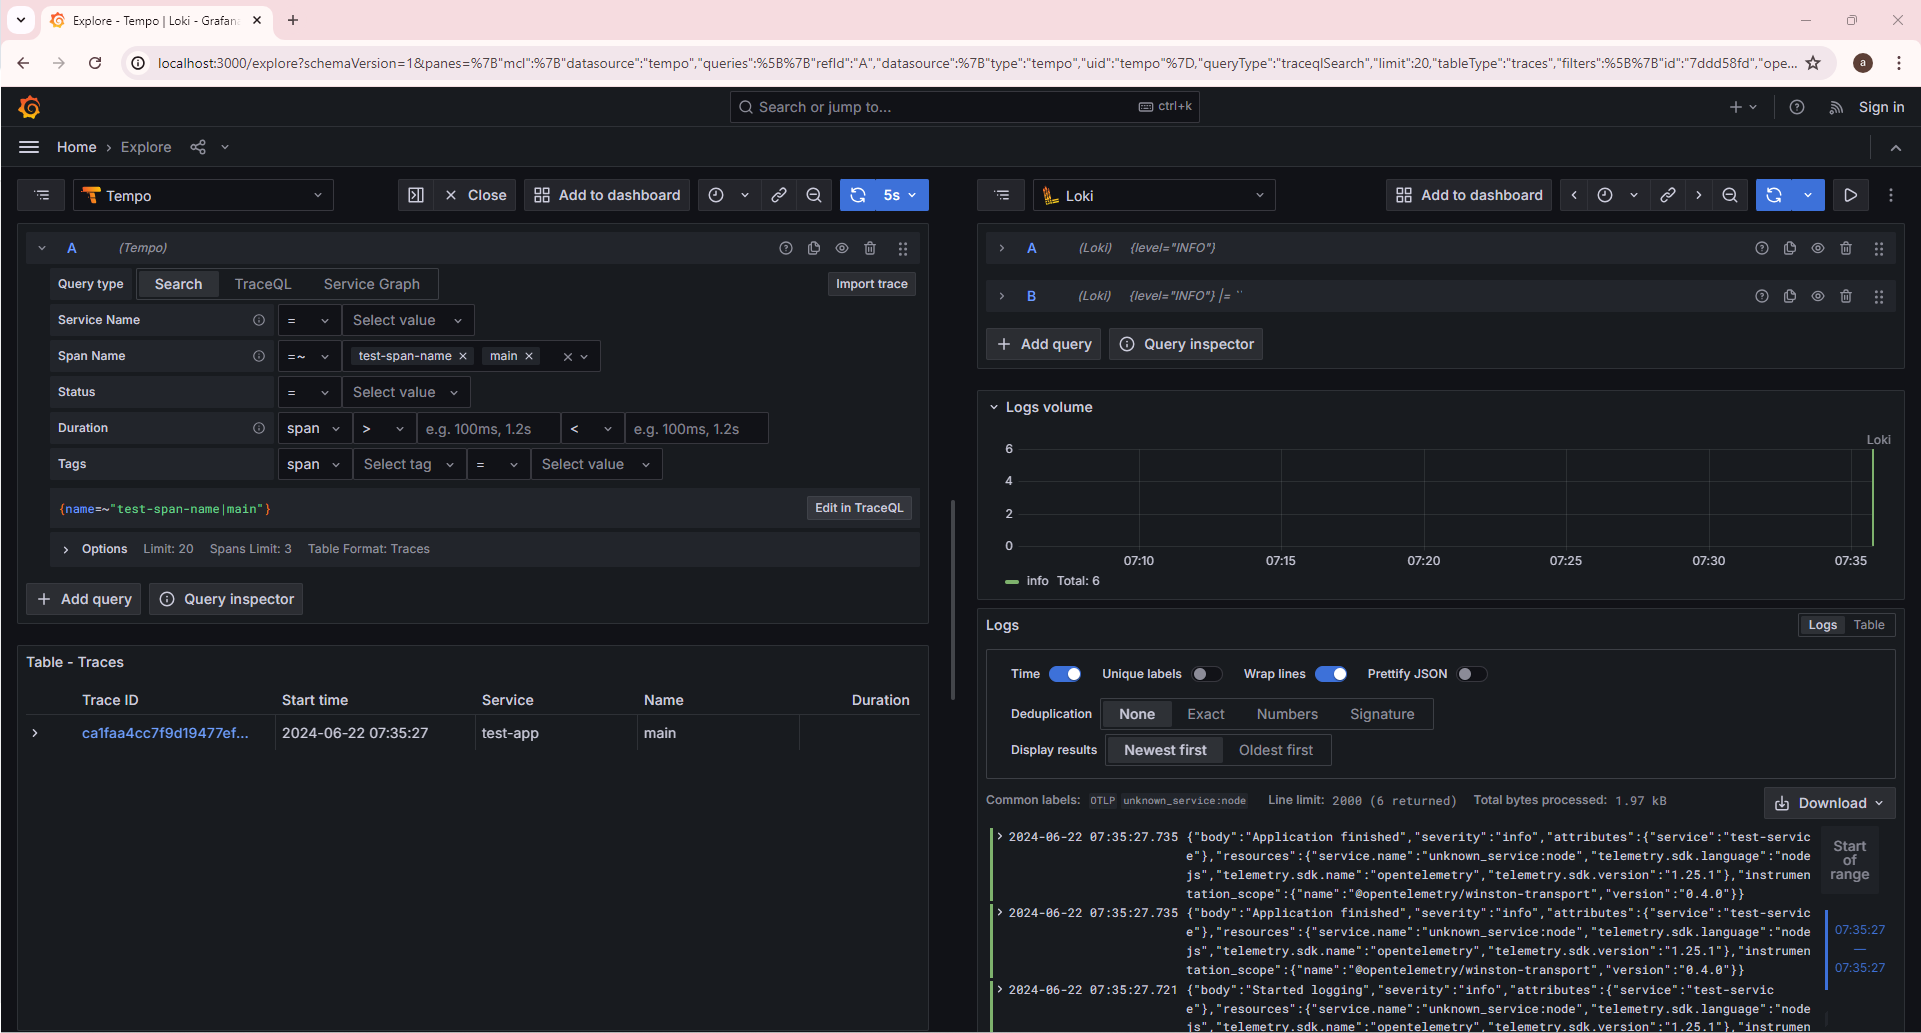 Explore - Tempo | Loki - Grafana
localhost:3000/explore?schemaVersion=1&panes=%7B"mcl":%7B"datasource":"tempo","queries":%5B%7B"refId":"A","datasource":%7B"type":"tempo","uid":"tempo"%7D,"queryType":"traceqlSearch","limit":20,"tableType":"traces","filters":%5B%7B"id":"7ddd58fd","ope...
a
Search or jump to...
ctrl+k
Sign in
Home › Explore
Tempo
Close
Add to dashboard
5s
A (Tempo)
Query type Search TraceQL Service Graph Import trace
Service Name = Select value
Span Name =~ test-span-name main
Status = Select value
Duration span > e.g. 100ms, 1.2s < e.g. 100ms, 1.2s
Tags span Select tag = Select value
{name=~"test-span-name|main"} Edit in TraceQL
Options Limit: 20 Spans Limit: 3 Table Format: Traces
+ Add query Query inspector
Table - Traces
Trace ID Start time Service Name Duration
ca1faa4cc7f9d19477ef... 2024-06-22 07:35:27 test-app main
Loki
Add to dashboard
A (Loki) {level="INFO"}
B (Loki) {level="INFO"} |= ``
+ Add query Query inspector
Logs volume
Loki
6
4
2
0
07:10 07:15 07:20 07:25 07:30 07:35
info Total: 6
Logs Logs Table
Time Unique labels Wrap lines Prettify JSON
Deduplication None Exact Numbers Signature
Display results Newest first Oldest first
Common labels: OTLP unknown_service:node Line limit: 2000 (6 returned) Total bytes processed: 1.97 kB
Download
2024-06-22 07:35:27.735 {"body":"Application finished","severity":"info","attributes":{"service":"test-servic
e"},"resources":{"service.name":"unknown_service:node","telemetry.sdk.language":"node
js","telemetry.sdk.name":"opentelemetry","telemetry.sdk.version":"1.25.1"},"instrumen
tation_scope":{"name":"@opentelemetry/winston-transport","version":"0.4.0"}}
2024-06-22 07:35:27.735 {"body":"Application finished","severity":"info","attributes":{"service":"test-servic
e"},"resources":{"service.name":"unknown_service:node","telemetry.sdk.language":"node
js","telemetry.sdk.name":"opentelemetry","telemetry.sdk.version":"1.25.1"},"instrumen
tation_scope":{"name":"@opentelemetry/winston-transport","version":"0.4.0"}}
2024-06-22 07:35:27.721 {"body":"Started logging","severity":"info","attributes":{"service":"test-servic
e"},"resources":{"service.name":"unknown_service:node","telemetry.sdk.language":"node
js","telemetry.sdk.name":"opentelemetry","telemetry.sdk.version":"1.25.1"},"instrumen
Start
of
range
07:35:27
—
07:35:27